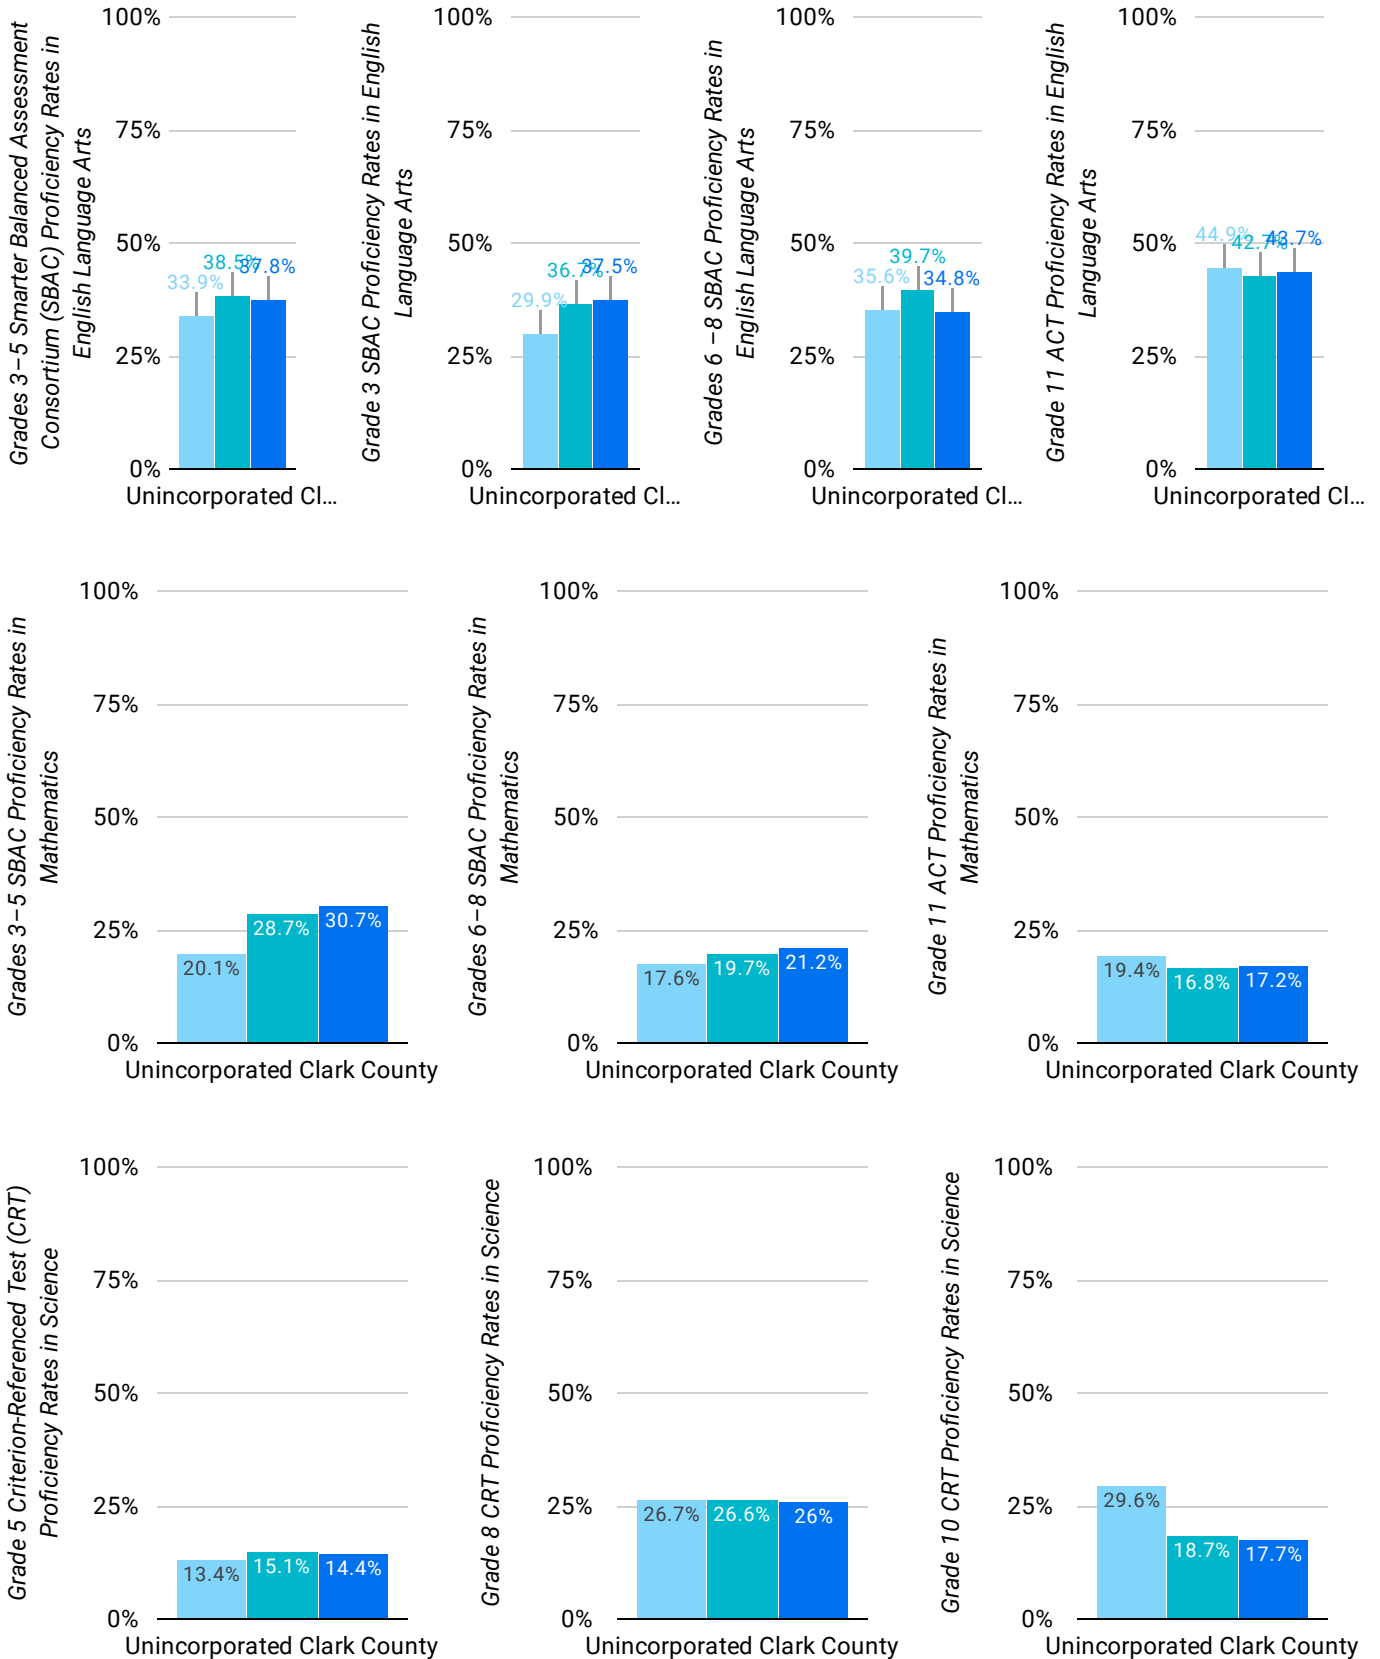 Grades 3–5 Smarter Balanced Assessment
Consortium (SBAC) Proficiency Rates in
English Language Arts
100%
75%
50%
25%
0%
33.9%
38.5%
37.8%
Unincorporated Cl...
Grade 3 SBAC Proficiency Rates in English
Language Arts
100%
75%
50%
25%
0%
29.9%
36.7%
37.5%
Unincorporated Cl...
Grades 6–8 SBAC Proficiency Rates in
English Language Arts
100%
75%
50%
25%
0%
35.6%
39.7%
34.8%
Unincorporated Cl...
Grade 11 ACT Proficiency Rates in English
Language Arts
100%
75%
50%
25%
0%
44.9%
42.7%
43.7%
Unincorporated Cl...
Grades 3–5 SBAC Proficiency Rates in
Mathematics
100%
75%
50%
25%
0%
20.1%
28.7%
30.7%
Unincorporated Clark County
Grades 6–8 SBAC Proficiency Rates in
Mathematics
100%
75%
50%
25%
0%
17.6%
19.7%
21.2%
Unincorporated Clark County
Grade 11 ACT Proficiency Rates in
Mathematics
100%
75%
50%
25%
0%
19.4%
16.8%
17.2%
Unincorporated Clark County
Grade 5 Criterion-Referenced Test (CRT)
Proficiency Rates in Science
100%
75%
50%
25%
0%
13.4%
15.1%
14.4%
Unincorporated Clark County
Grade 8 CRT Proficiency Rates in Science
100%
75%
50%
25%
0%
26.7%
26.6%
26%
Unincorporated Clark County
Grade 10 CRT Proficiency Rates in Science
100%
75%
50%
25%
0%
29.6%
18.7%
17.7%
Unincorporated Clark County